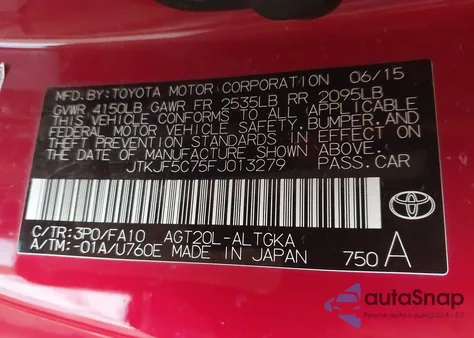 MFD. BY: TOYOTA MOTOR CORPORATION 06/15
GVWR 4150LB GAWR FR 2535LB RR 2095LB
THIS VEHICLE CONFORMS TO ALL APPLICABLE
FEDERAL MOTOR VEHICLE SAFETY, BUMPER, AND
THEFT PREVENTION STANDARDS IN EFFECT ON
THE DATE OF MANUFACTURE SHOWN ABOVE.
JTKJF5C75FJ013279 PASS. CAR
C/TR: 3P0/FA10 AGT20L-ALTGKA
A/TM: -01A/U760E MADE IN JAPAN 750 A
TOYOTA
autoSnap